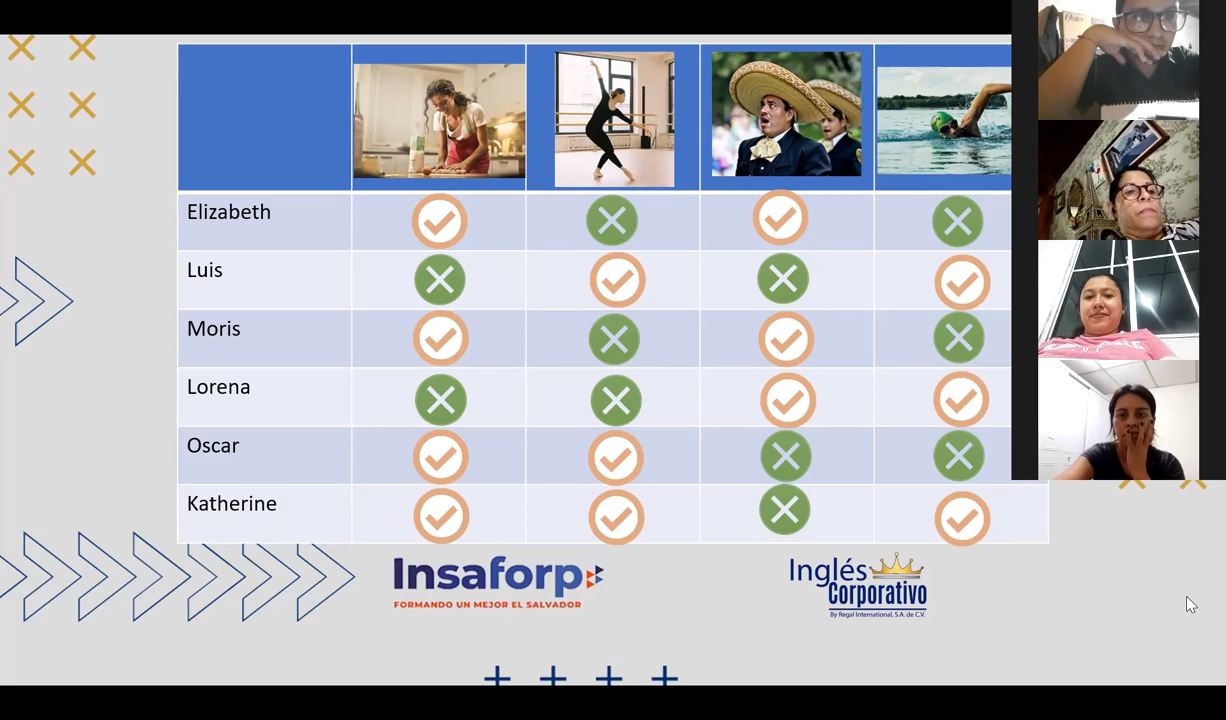 Elizabeth
Luis
Moris
Lorena
Oscar
Katherine
Insaforp
FORMANDO UN MEJOR EL SALVADOR
Inglés
Corporativo
By Regal International, S.A. de C.V.